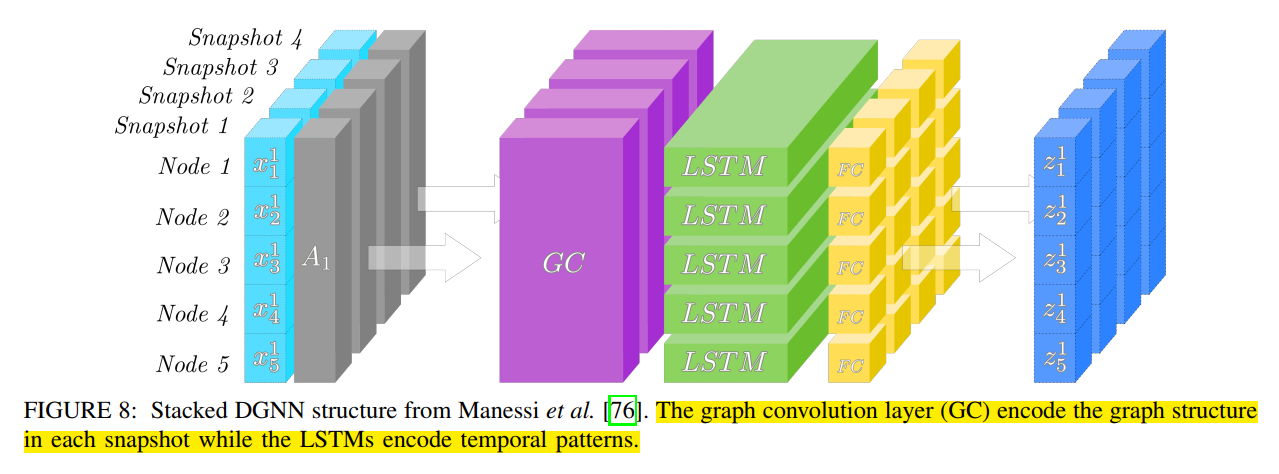 Snapshot 4
Snapshot 3
Snapshot 2
Snapshot 1
Node 1 x_1^1 LSTM FC z_1^1
Node 2 x_2^1 LSTM FC z_2^1
Node 3 x_3^1 A_1 GC LSTM FC z_3^1
Node 4 x_4^1 LSTM FC z_4^1
Node 5 x_5^1 LSTM FC z_5^1
FIGURE 8: Stacked DGNN structure from Manessi et al. [76]. The graph convolution layer (GC) encode the graph structure
in each snapshot while the LSTMs encode temporal patterns.